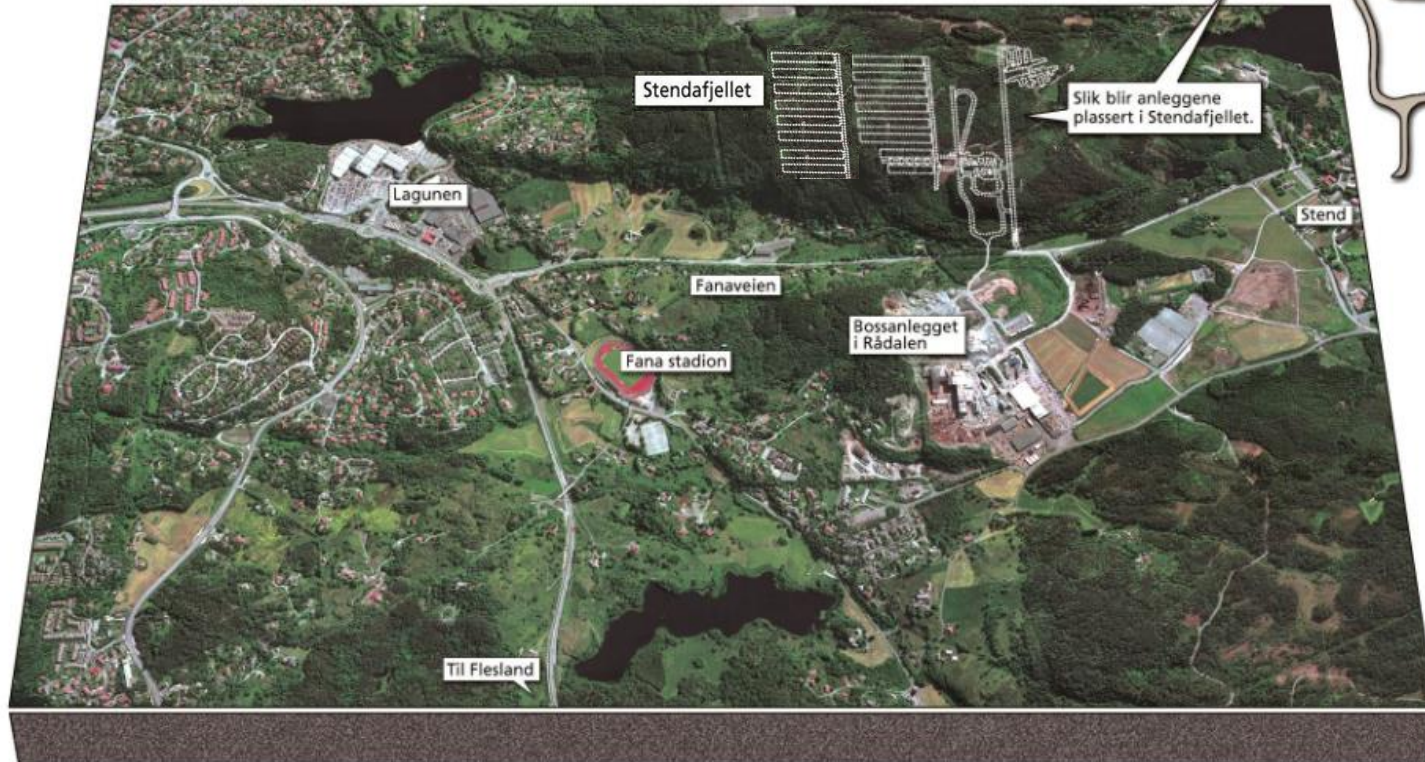 Stendafjellet
Slik blir anleggene
plassert i Stendafjellet.
Lagunen
Stend
Fanaveien
Bossanlegget
i Rådalen
Fana stadion
Til Flesland